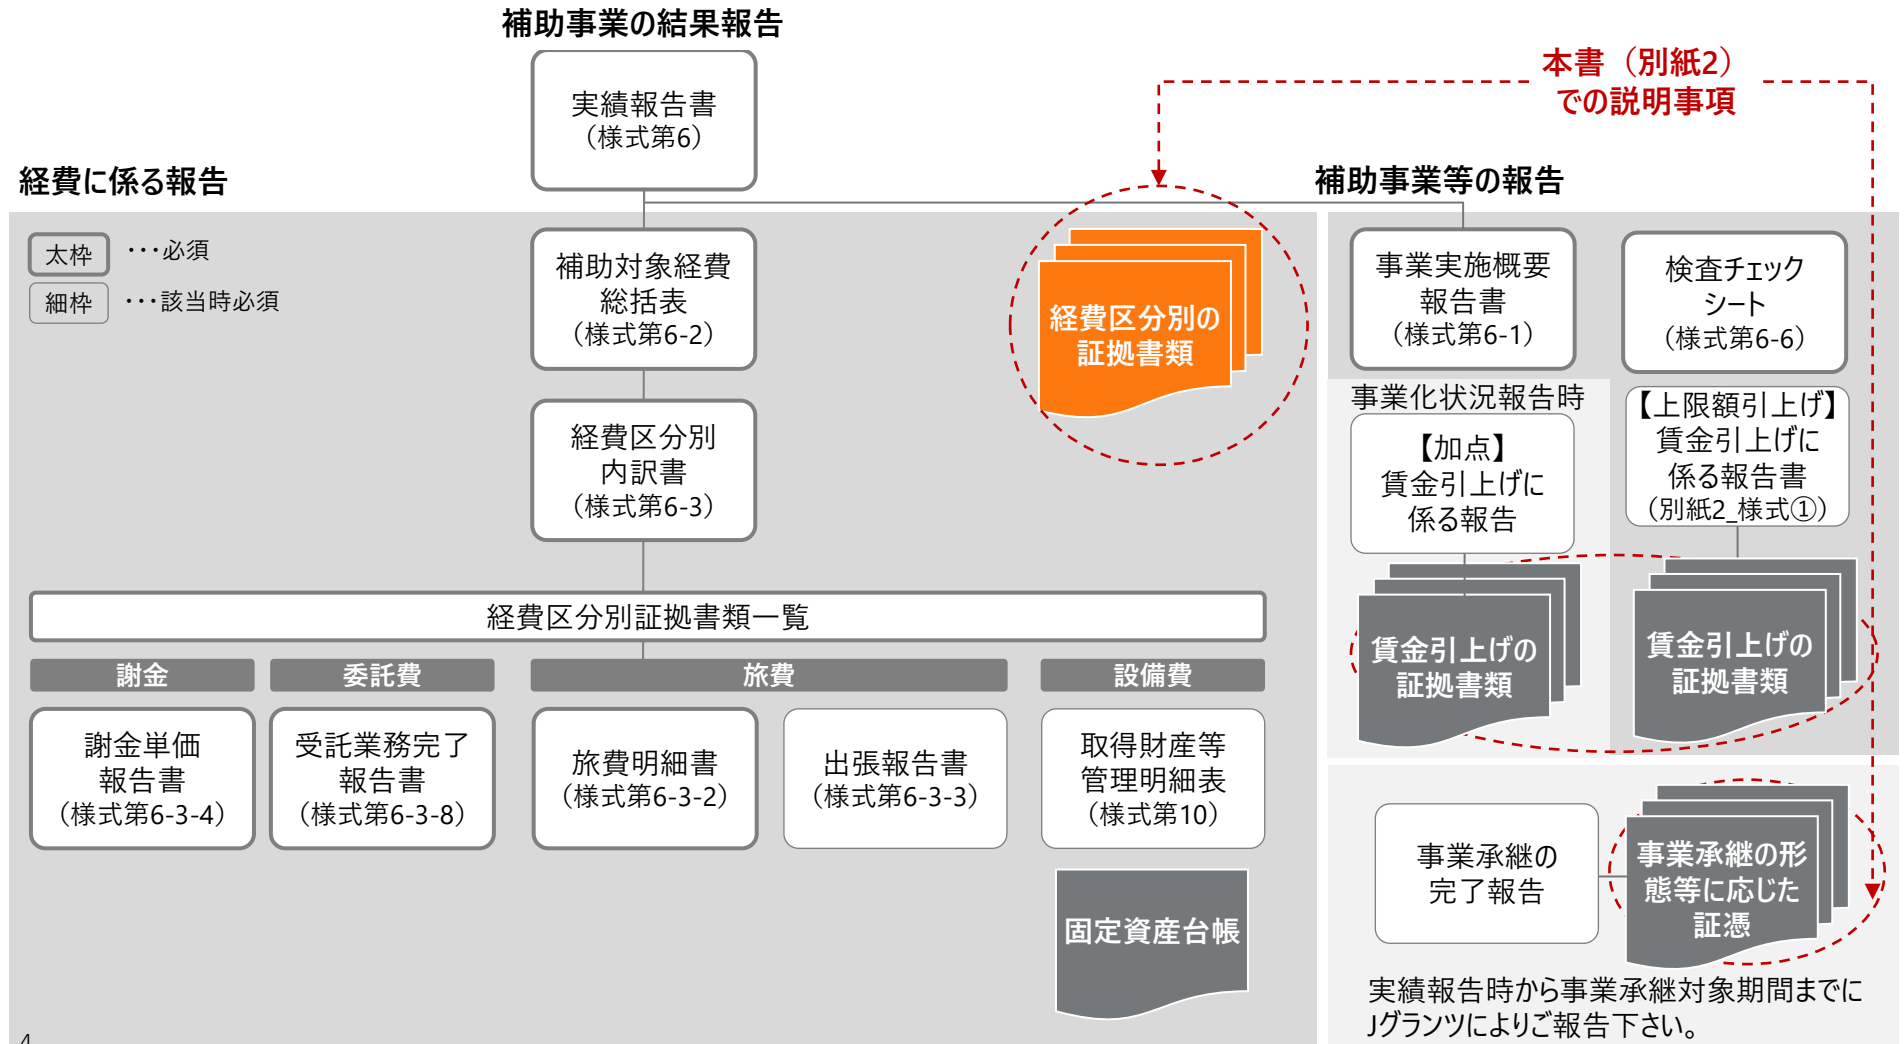 補助事業の結果報告
実績報告書
（様式第6）
本書（別紙2）
での説明事項
経費に係る報告
太枠
・・・必須
細枠
・・・該当時必須
補助対象経費
総括表
（様式第6-2）
経費区分別の
証拠書類
経費区分別
内訳書
（様式第6-3）
経費区分別証拠書類一覧
謝金
委託費
旅費
設備費
謝金単価
報告書
（様式第6-3-4）
受託業務完了
報告書
（様式第6-3-8）
旅費明細書
（様式第6-3-2）
出張報告書
（様式第6-3-3）
取得財産等
管理明細表
（様式第10）
固定資産台帳
補助事業等の報告
事業実施概要
報告書
（様式第6-1）
検査チェック
シート
（様式第6-6）
事業化状況報告時
【加点】
賃金引上げに
係る報告
【上限額引上げ】
賃金引上げに
係る報告書
（別紙2_様式①）
賃金引上げの
証拠書類
賃金引上げの
証拠書類
事業承継の
完了報告
事業承継の形
態等に応じた
証憑
実績報告時から事業承継対象期間までに
Jグランツによりご報告下さい。
4